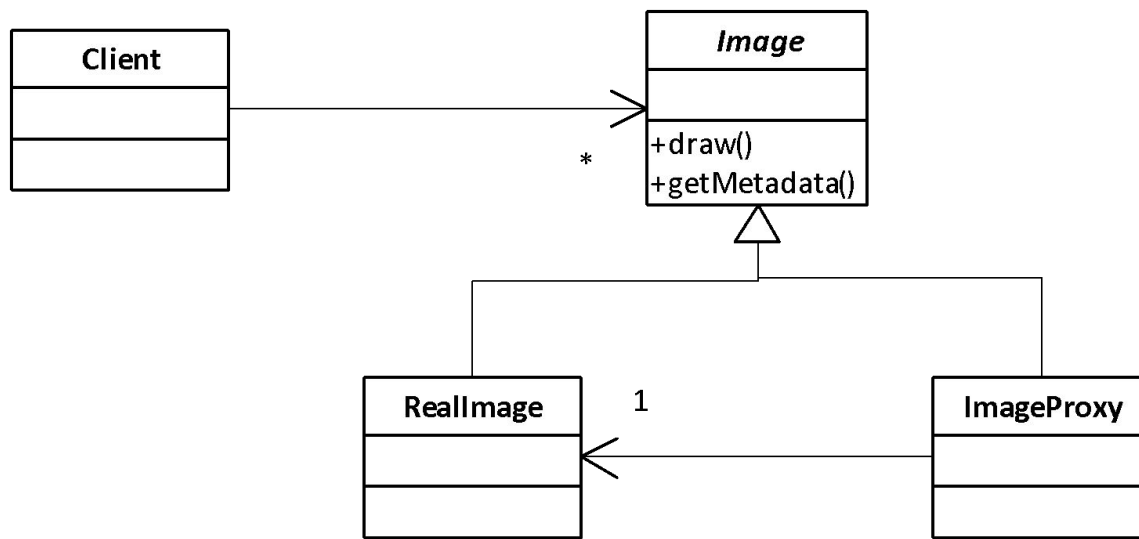 Client
Image
+draw()
+getMetadata()
*
RealImage
1
ImageProxy